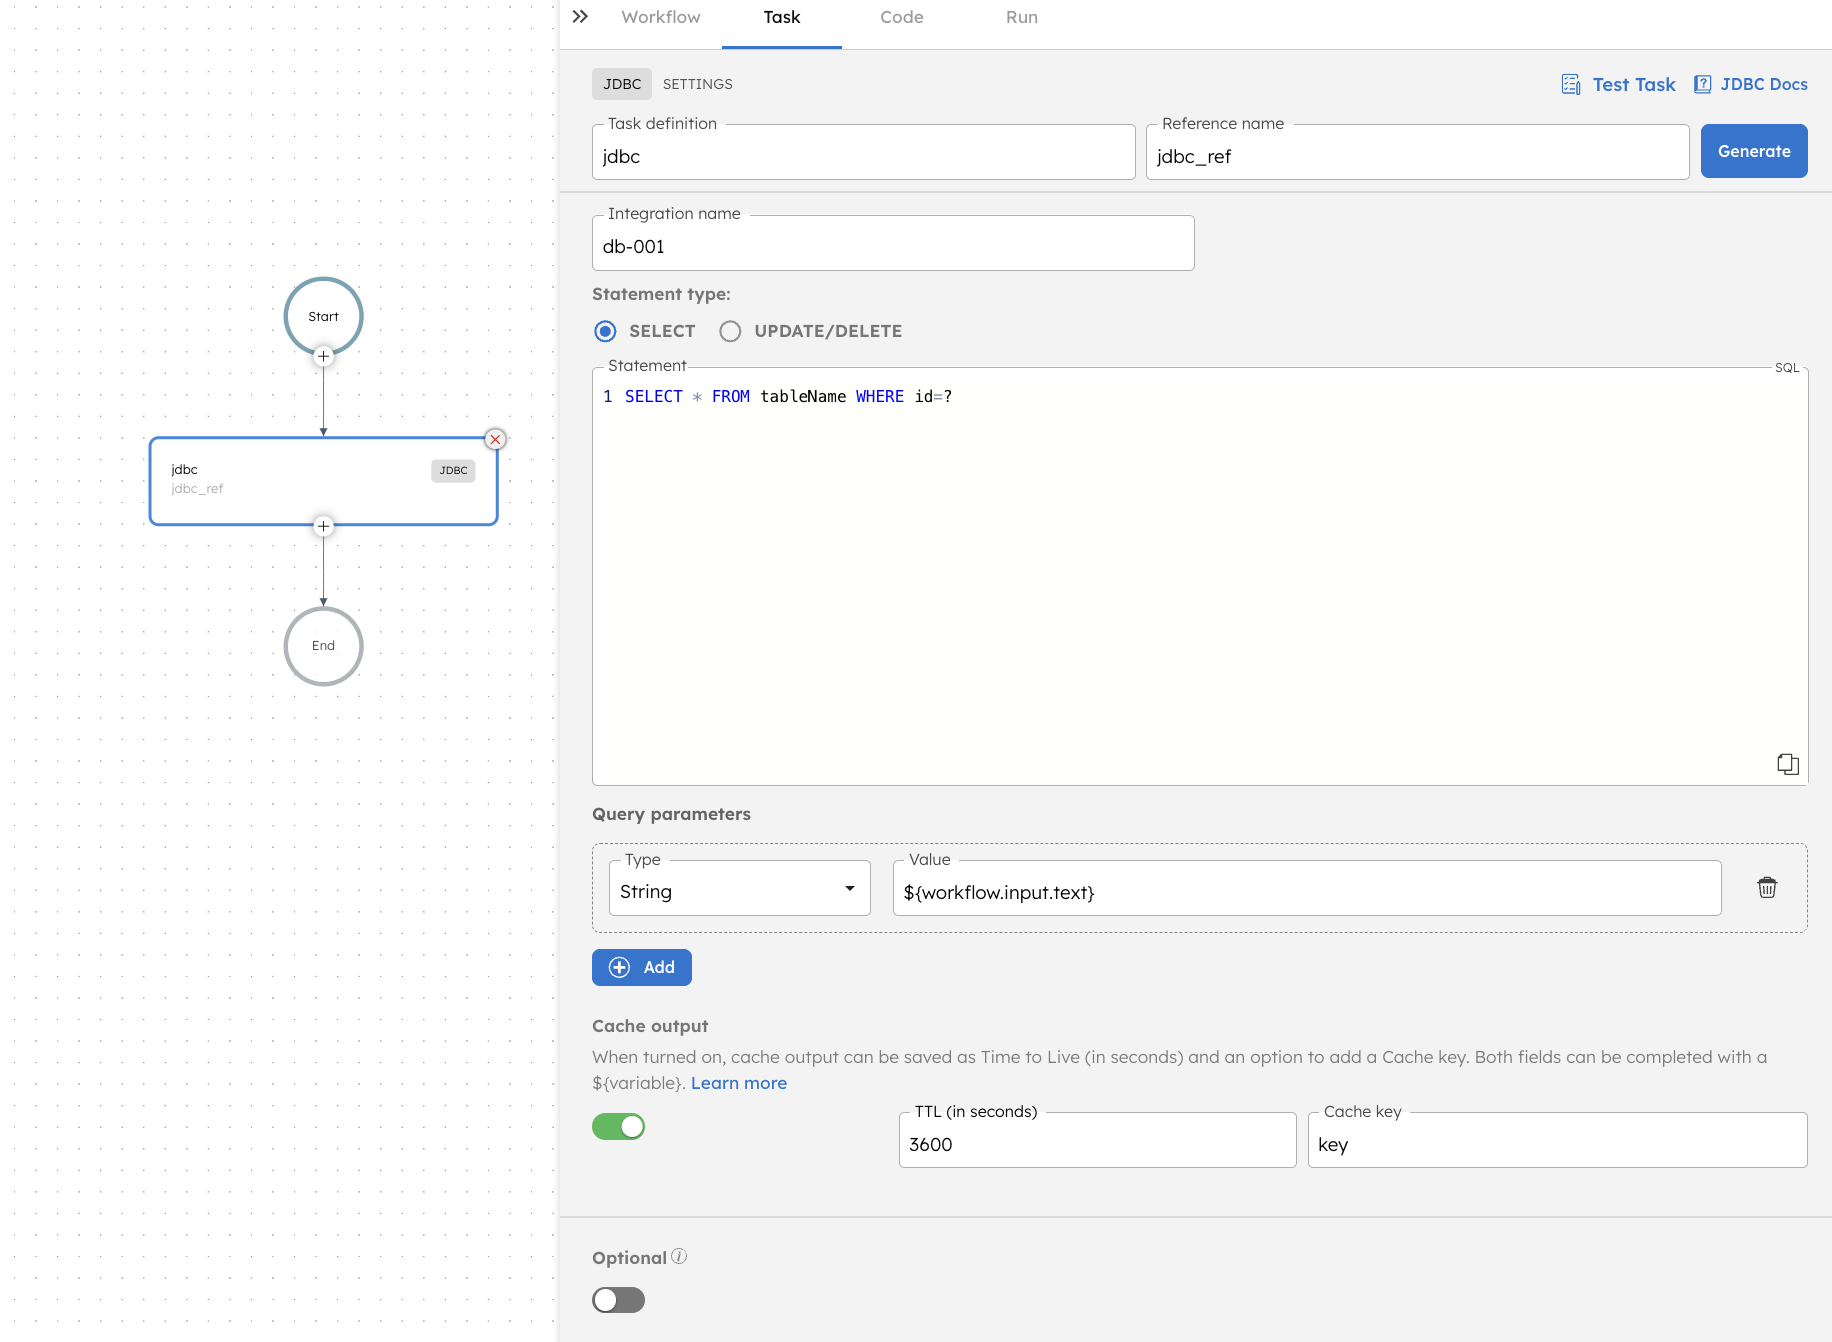 Workflow
Task
Code
Run
JDBC
SETTINGS
Test Task
JDBC Docs
Task definition
jdbc
Reference name
jdbc_ref
Generate
Integration name
db-001
Statement type:
SELECT
UPDATE/DELETE
Statement
SQL
1 SELECT * FROM tableName WHERE id=?
Query parameters
Type
String
Value
${workflow.input.text}
Add
Cache output
When turned on, cache output can be saved as Time to Live (in seconds) and an option to add a Cache key. Both fields can be completed with a
${variable}. Learn more
TTL (in seconds)
3600
Cache key
key
Optional
Start
jdbc
jdbc_ref
JDBC
End